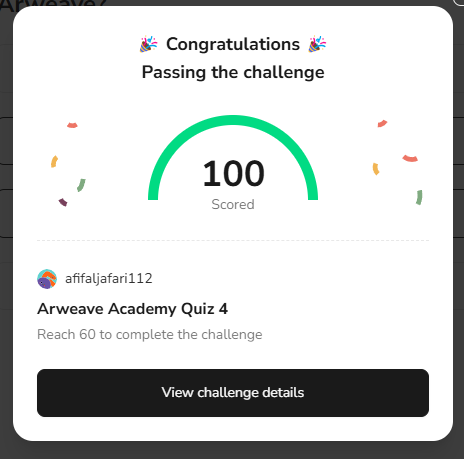 Arweave?
🎉 Congratulations 🎉
Passing the challenge
100
Scored
afifaljafari112
Arweave Academy Quiz 4
Reach 60 to complete the challenge
View challenge details